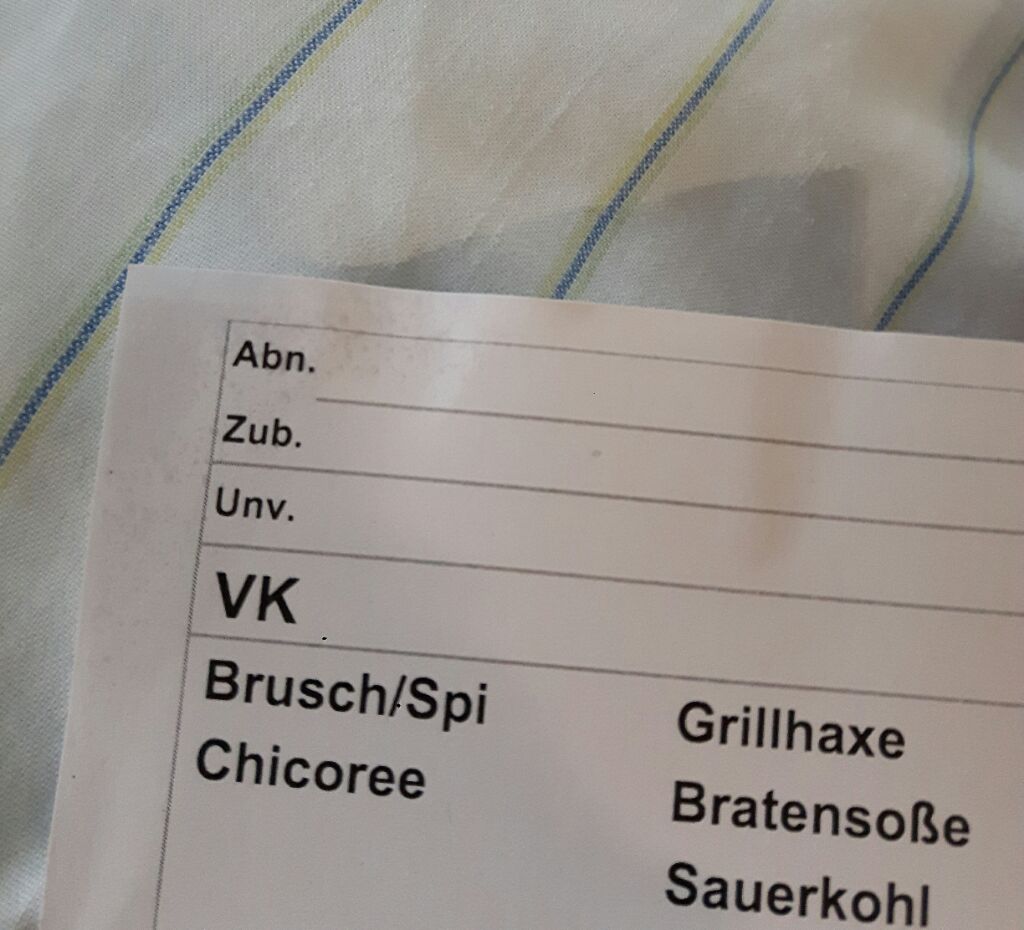 Abn.
Zub.
Unv.
VK
Brusch/Spi
Chicoree
Grillhaxe
Bratensoße
Sauerkohl